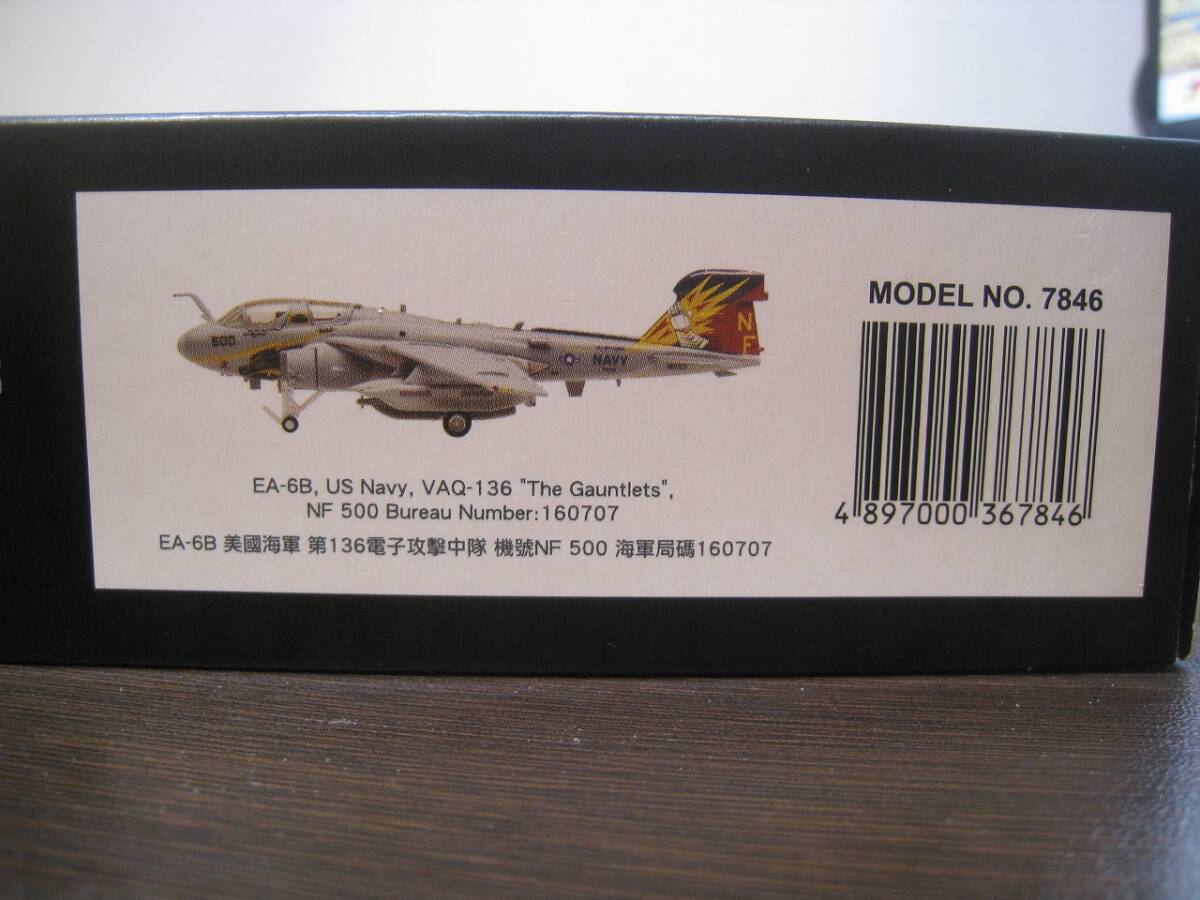 500
NAVY
N
F
MODEL NO. 7846
4 897000 367846
EA-6B, US Navy, VAQ-136 "The Gauntlets",
NF 500 Bureau Number:160707
EA-6B 美國海軍 第136電子攻擊中隊 機號NF 500 海軍局碼160707